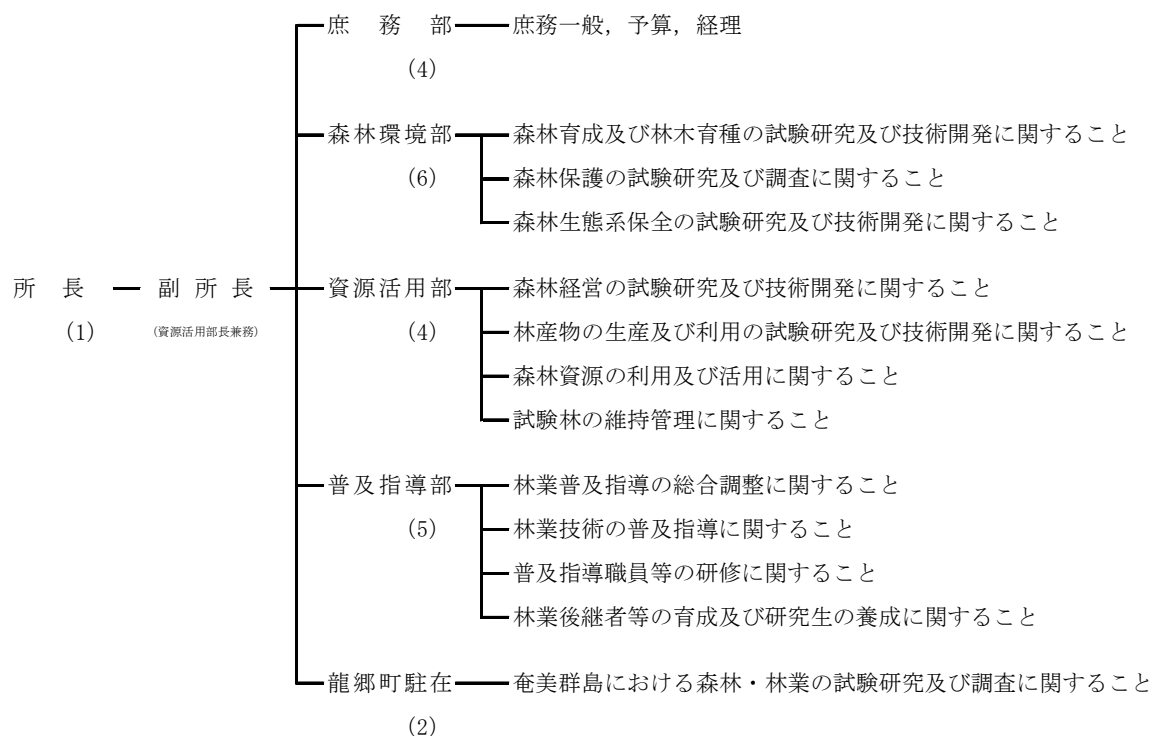 庶務部 庶務一般，予算，経理
(4)
森林環境部 森林育成及び林木育種の試験研究及び技術開発に関すること
(6) 森林保護の試験研究及び調査に関すること
森林生態系保全の試験研究及び技術開発に関すること
所長 副所長 資源活用部 森林経営の試験研究及び技術開発に関すること
(1) (資源活用部長兼務) (4) 林産物の生産及び利用の試験研究及び技術開発に関すること
森林資源の利用及び活用に関すること
試験林の維持管理に関すること
普及指導部 林業普及指導の総合調整に関すること
(5) 林業技術の普及指導に関すること
普及指導職員等の研修に関すること
林業後継者等の育成及び研究生の養成に関すること
龍郷町駐在 奄美群島における森林・林業の試験研究及び調査に関すること
(2)